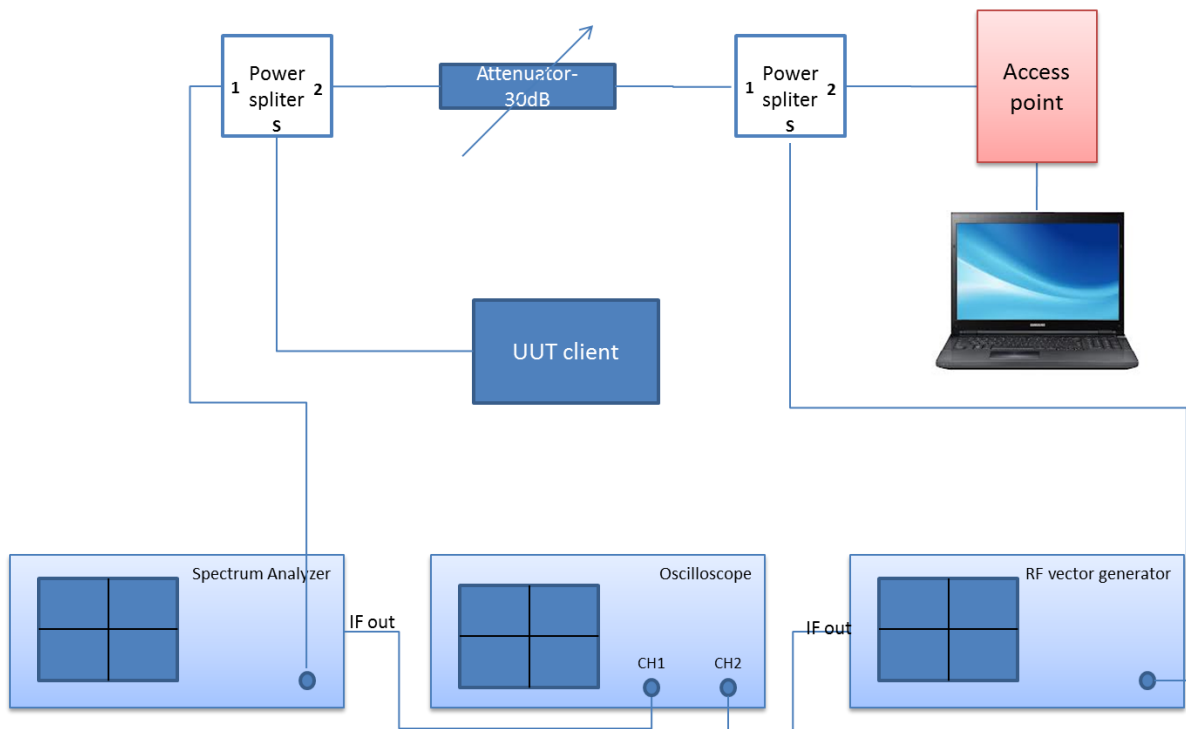 Power
spliter
1
2
S
Attenuator-
30dB
Power
spliter
1
2
S
Access
point
UUT client
Spectrum Analyzer
IF out
Oscilloscope
CH1
CH2
IF out
RF vector generator